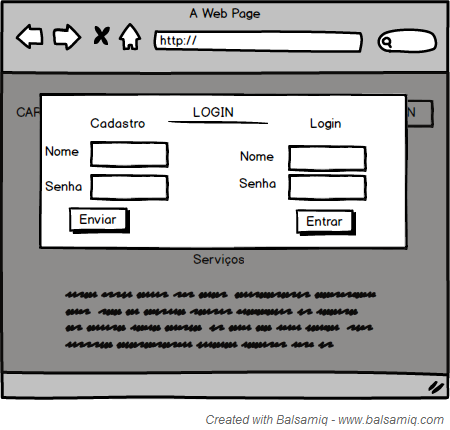 A Web Page
http://
CAR
LOGIN
N
Cadastro
Login
Nome
Nome
Senha
Senha
Enviar
Entrar
Serviços
Created with Balsamiq - www.balsamiq.com